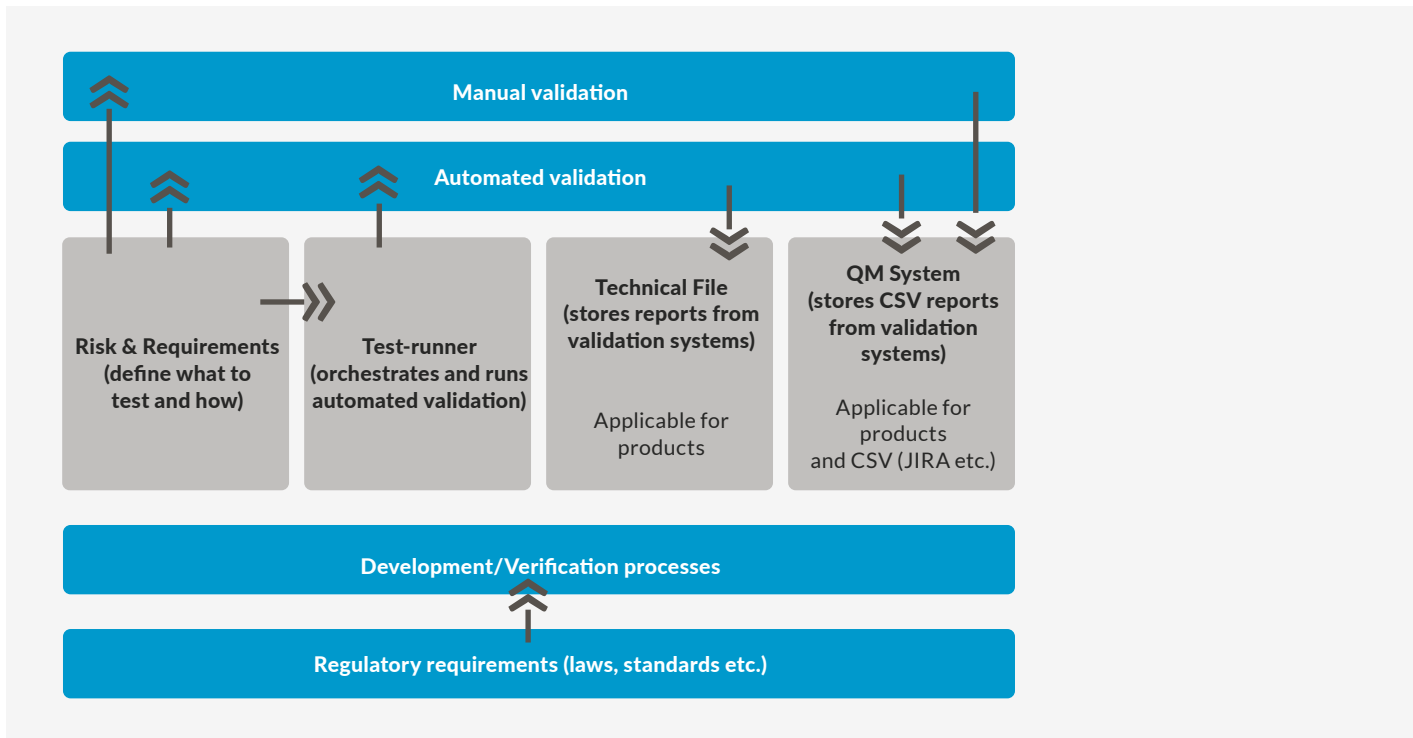 Manual validation
Automated validation
Risk & Requirements
(define what to
test and how)
Test-runner
(orchestrates and runs
automated validation)
Technical File
(stores reports from
validation systems)
Applicable for
products
QM System
(stores CSV reports
from validation
systems)
Applicable for
products
and CSV (JIRA etc.)
Development/Verification processes
Regulatory requirements (laws, standards etc.)